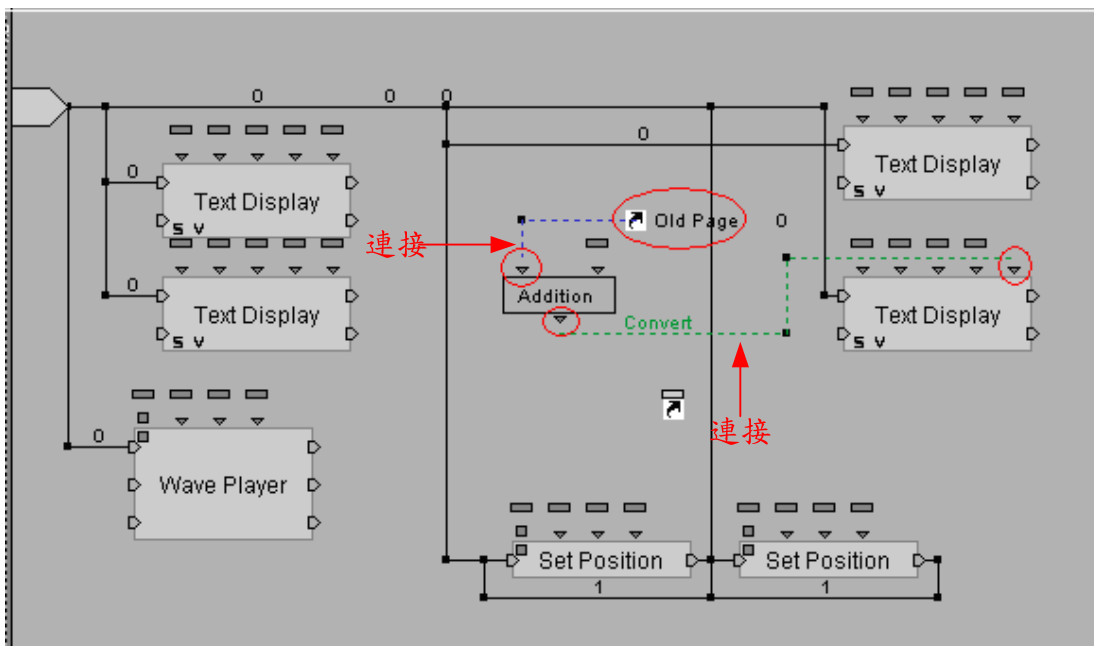 0 0 0
0
0
Text Display
S V
0
Text Display
S V
0
Wave Player
Text Display
S V
Old Page
0
連接
Addition
Convert
Text Display
S V
連接
Set Position
1
Set Position
1